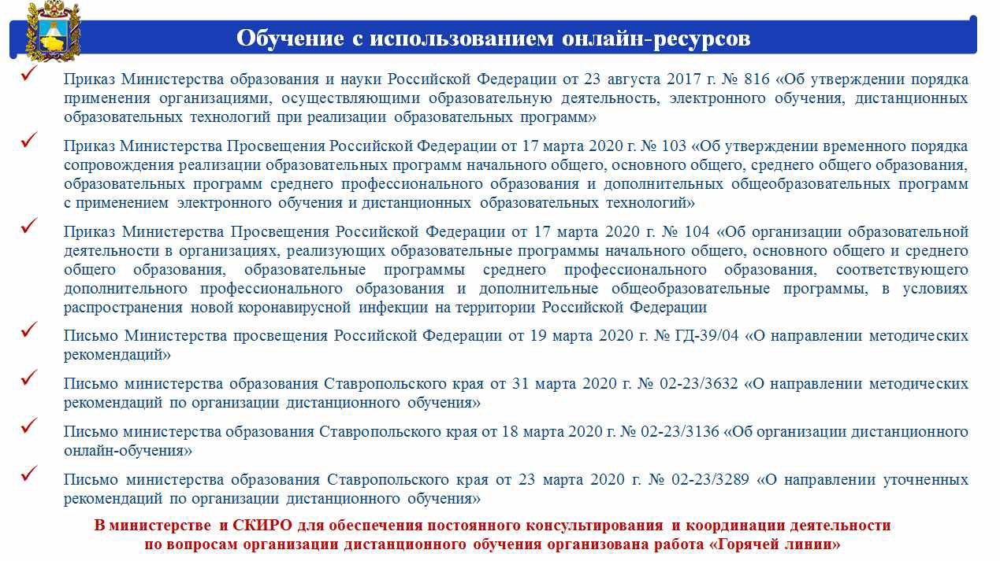 Обучение с использованием онлайн-ресурсов
Приказ Министерства образования и науки Российской Федерации от 23 августа 2017 г. № 816 «Об утверждении порядка
применения организациями, осуществляющими образовательную деятельность, электронного обучения, дистанционных
образовательных технологий при реализации образовательных программ»
Приказ Министерства Просвещения Российской Федерации от 17 марта 2020 г. № 103 «Об утверждении временного порядка
сопровождения реализации образовательных программ начального общего, основного общего, среднего общего образования,
образовательных программ среднего профессионального образования и дополнительных общеобразовательных программ
с применением электронного обучения и дистанционных образовательных технологий»
Приказ Министерства Просвещения Российской Федерации от 17 марта 2020 г. № 104 «Об организации образовательной
деятельности в организациях, реализующих образовательные программы начального общего, основного общего и среднего
общего образования, образовательные программы среднего профессионального образования, соответствующего
дополнительного профессионального образования и дополнительные общеобразовательные программы, в условиях
распространения новой коронавирусной инфекции на территории Российской Федерации
Письмо Министерства просвещения Российской Федерации от 19 марта 2020 г. № ГД-39/04 «О направлении методических
рекомендаций»
Письмо министерства образования Ставропольского края от 31 марта 2020 г. № 02-23/3632 «О направлении методических
рекомендаций по организации дистанционного обучения»
Письмо министерства образования Ставропольского края от 18 марта 2020 г. № 02-23/3136 «Об организации дистанционного
онлайн-обучения»
Письмо министерства образования Ставропольского края от 23 марта 2020 г. № 02-23/3289 «О направлении уточненных
рекомендаций по организации дистанционного обучения»
В министерстве и СКИРО для обеспечения постоянного консультирования и координации деятельности
по вопросам организации дистанционного обучения организована работа «Горячей линии»